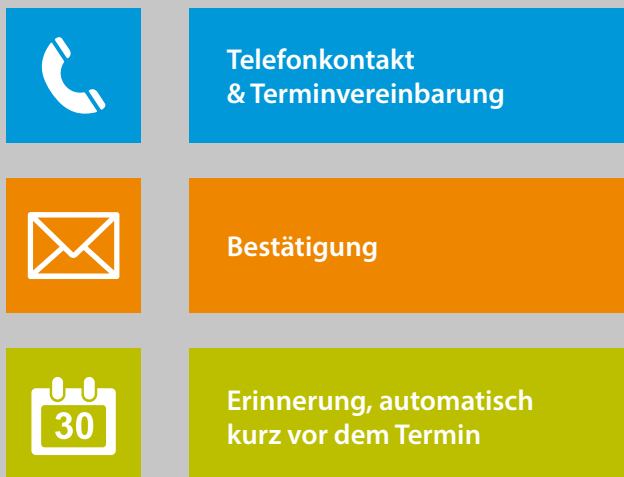 Telefonkontakt
& Terminvereinbarung
Bestätigung
30
Erinnerung, automatisch
kurz vor dem Termin